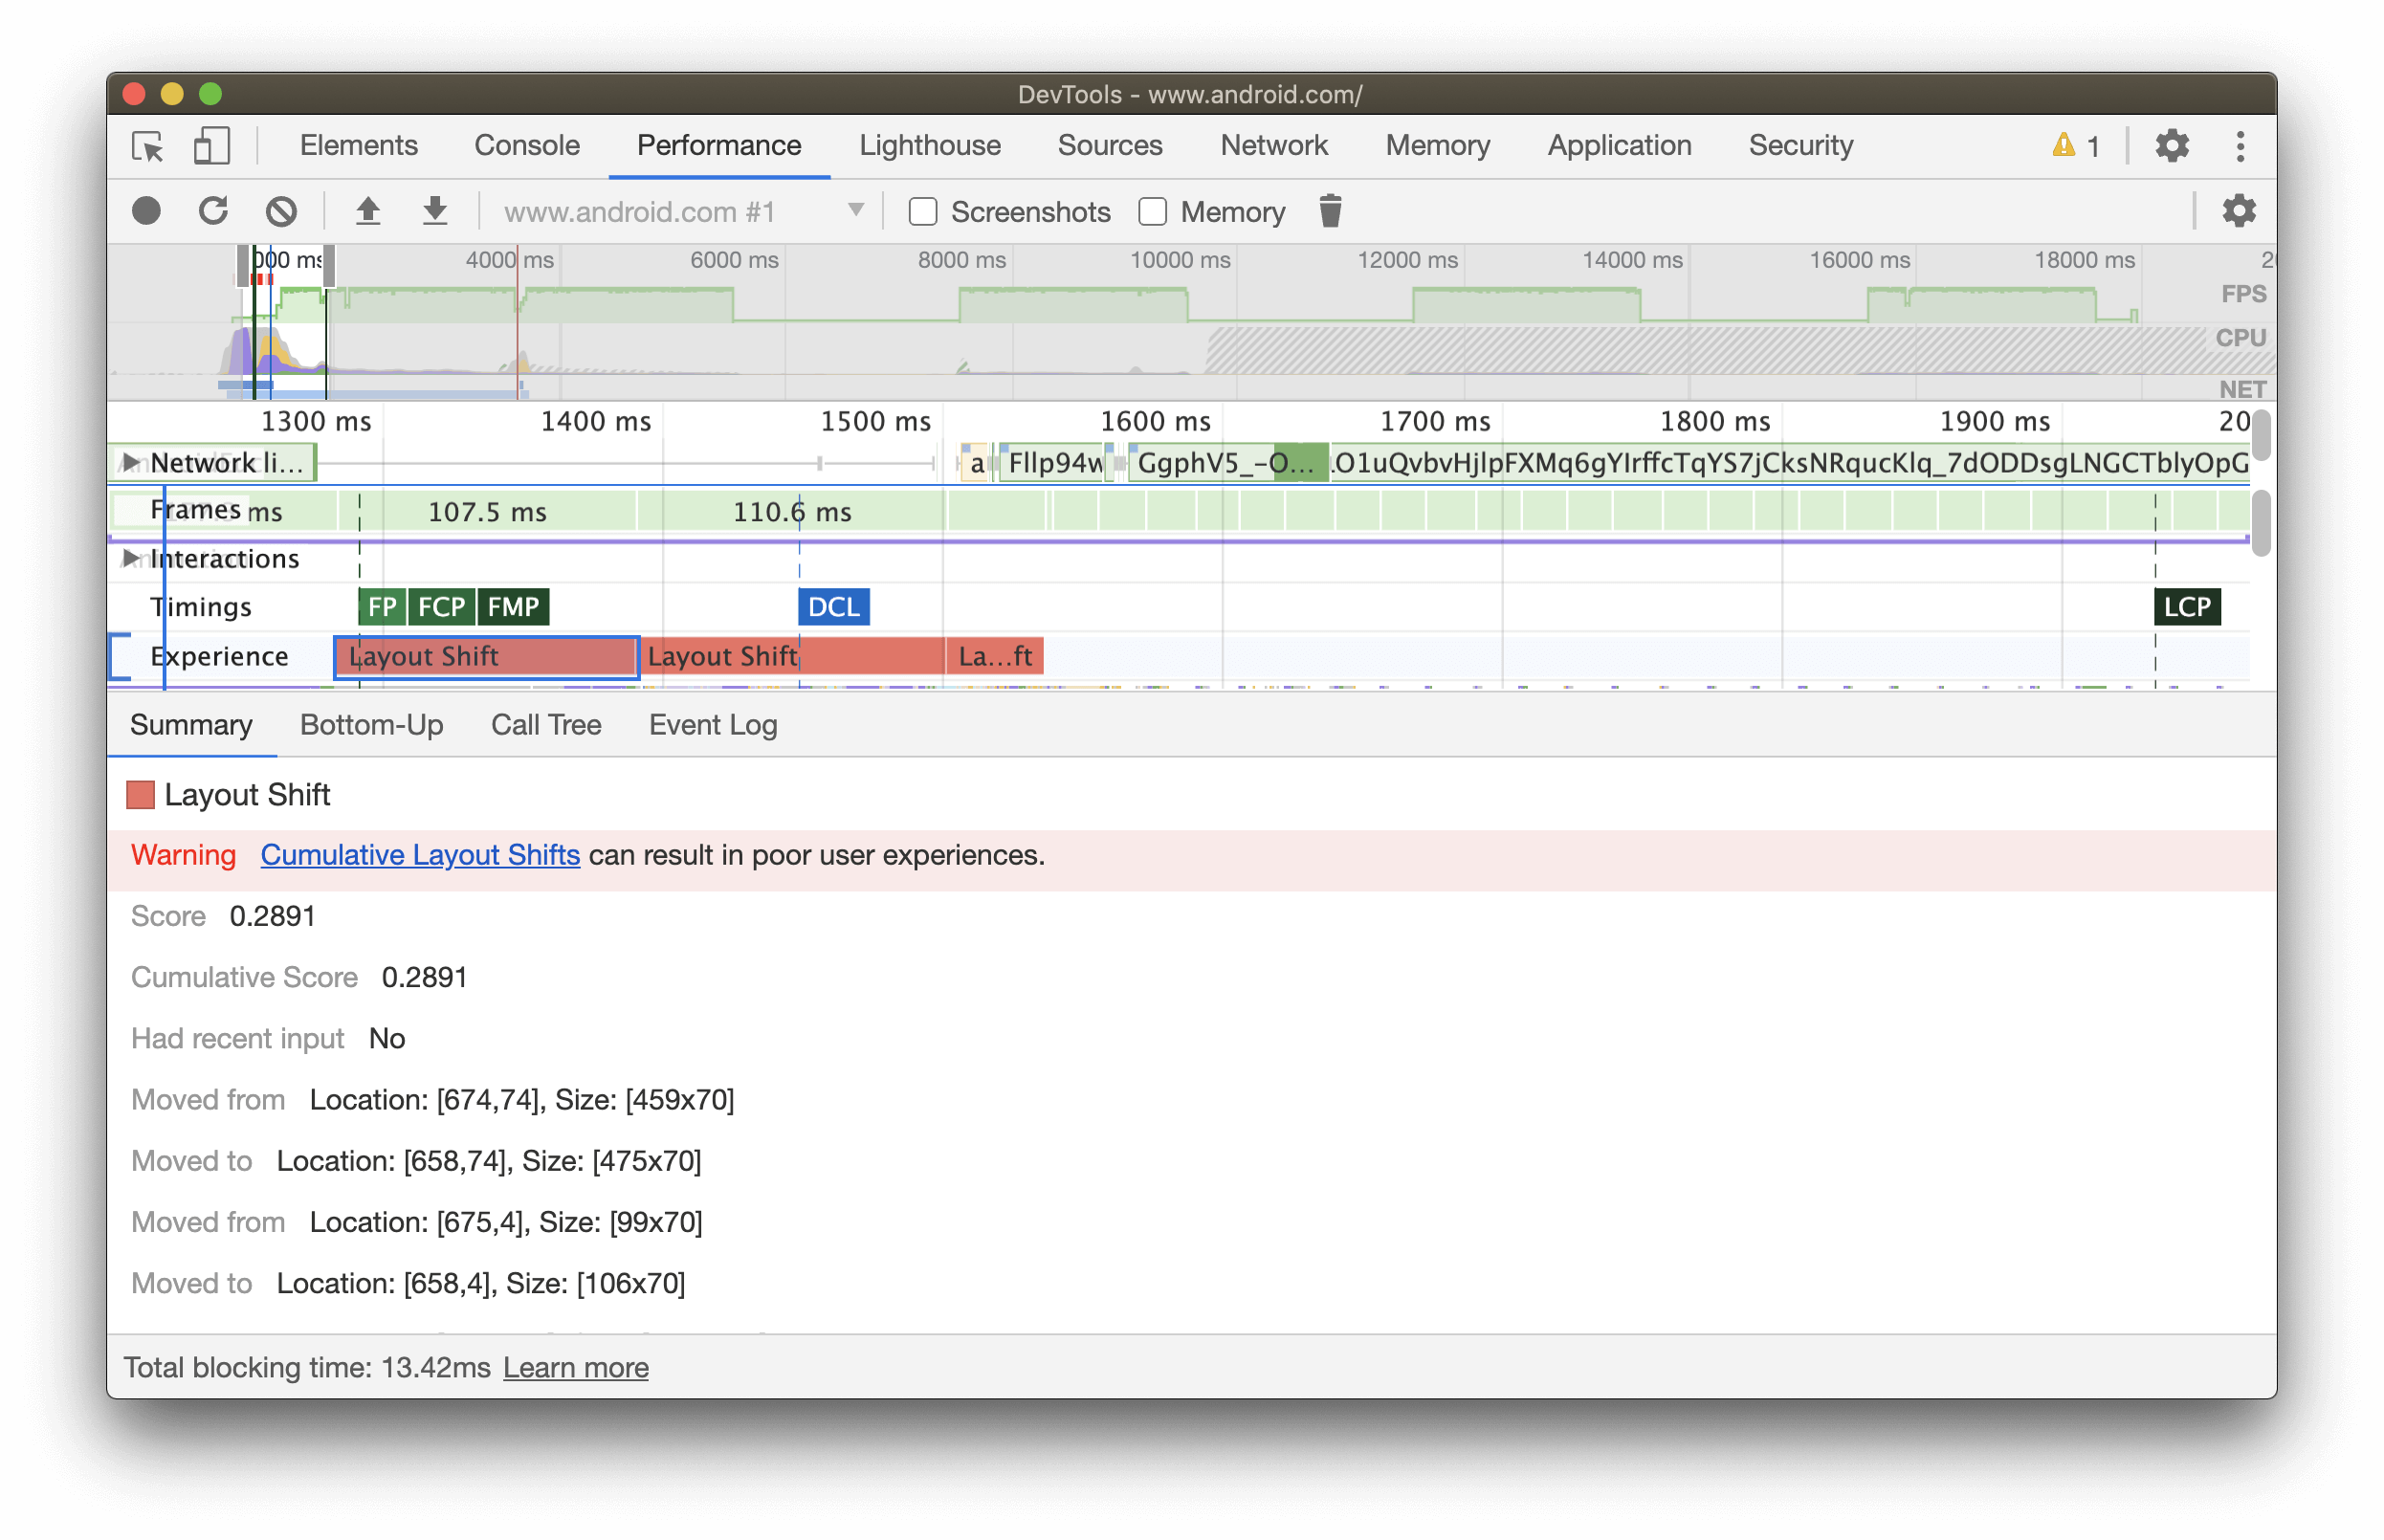 DevTools - www.android.com/
Elements Console Performance Lighthouse Sources Network Memory Application Security 1
www.android.com #1 Screenshots Memory
000 ms 4000 ms 6000 ms 8000 ms 10000 ms 12000 ms 14000 ms 16000 ms 18000 ms 2
FPS
CPU
NET
1300 ms 1400 ms 1500 ms 1600 ms 1700 ms 1800 ms 1900 ms 20
Network li... a Fllp94w GgphV5_-O... .O1uQvbvHjlpFXMq6gYIrffcTqYS7jCksNRqucKlq_7dODDsgLNGCTblyOpG
Frames ms 107.5 ms 110.6 ms
Interactions
Timings FP FCP FMP DCL LCP
Experience Layout Shift Layout Shift La...ft
Summary Bottom-Up Call Tree Event Log
Layout Shift
Warning Cumulative Layout Shifts can result in poor user experiences.
Score 0.2891
Cumulative Score 0.2891
Had recent input No
Moved from Location: [674,74], Size: [459x70]
Moved to Location: [658,74], Size: [475x70]
Moved from Location: [675,4], Size: [99x70]
Moved to Location: [658,4], Size: [106x70]
Total blocking time: 13.42ms Learn more